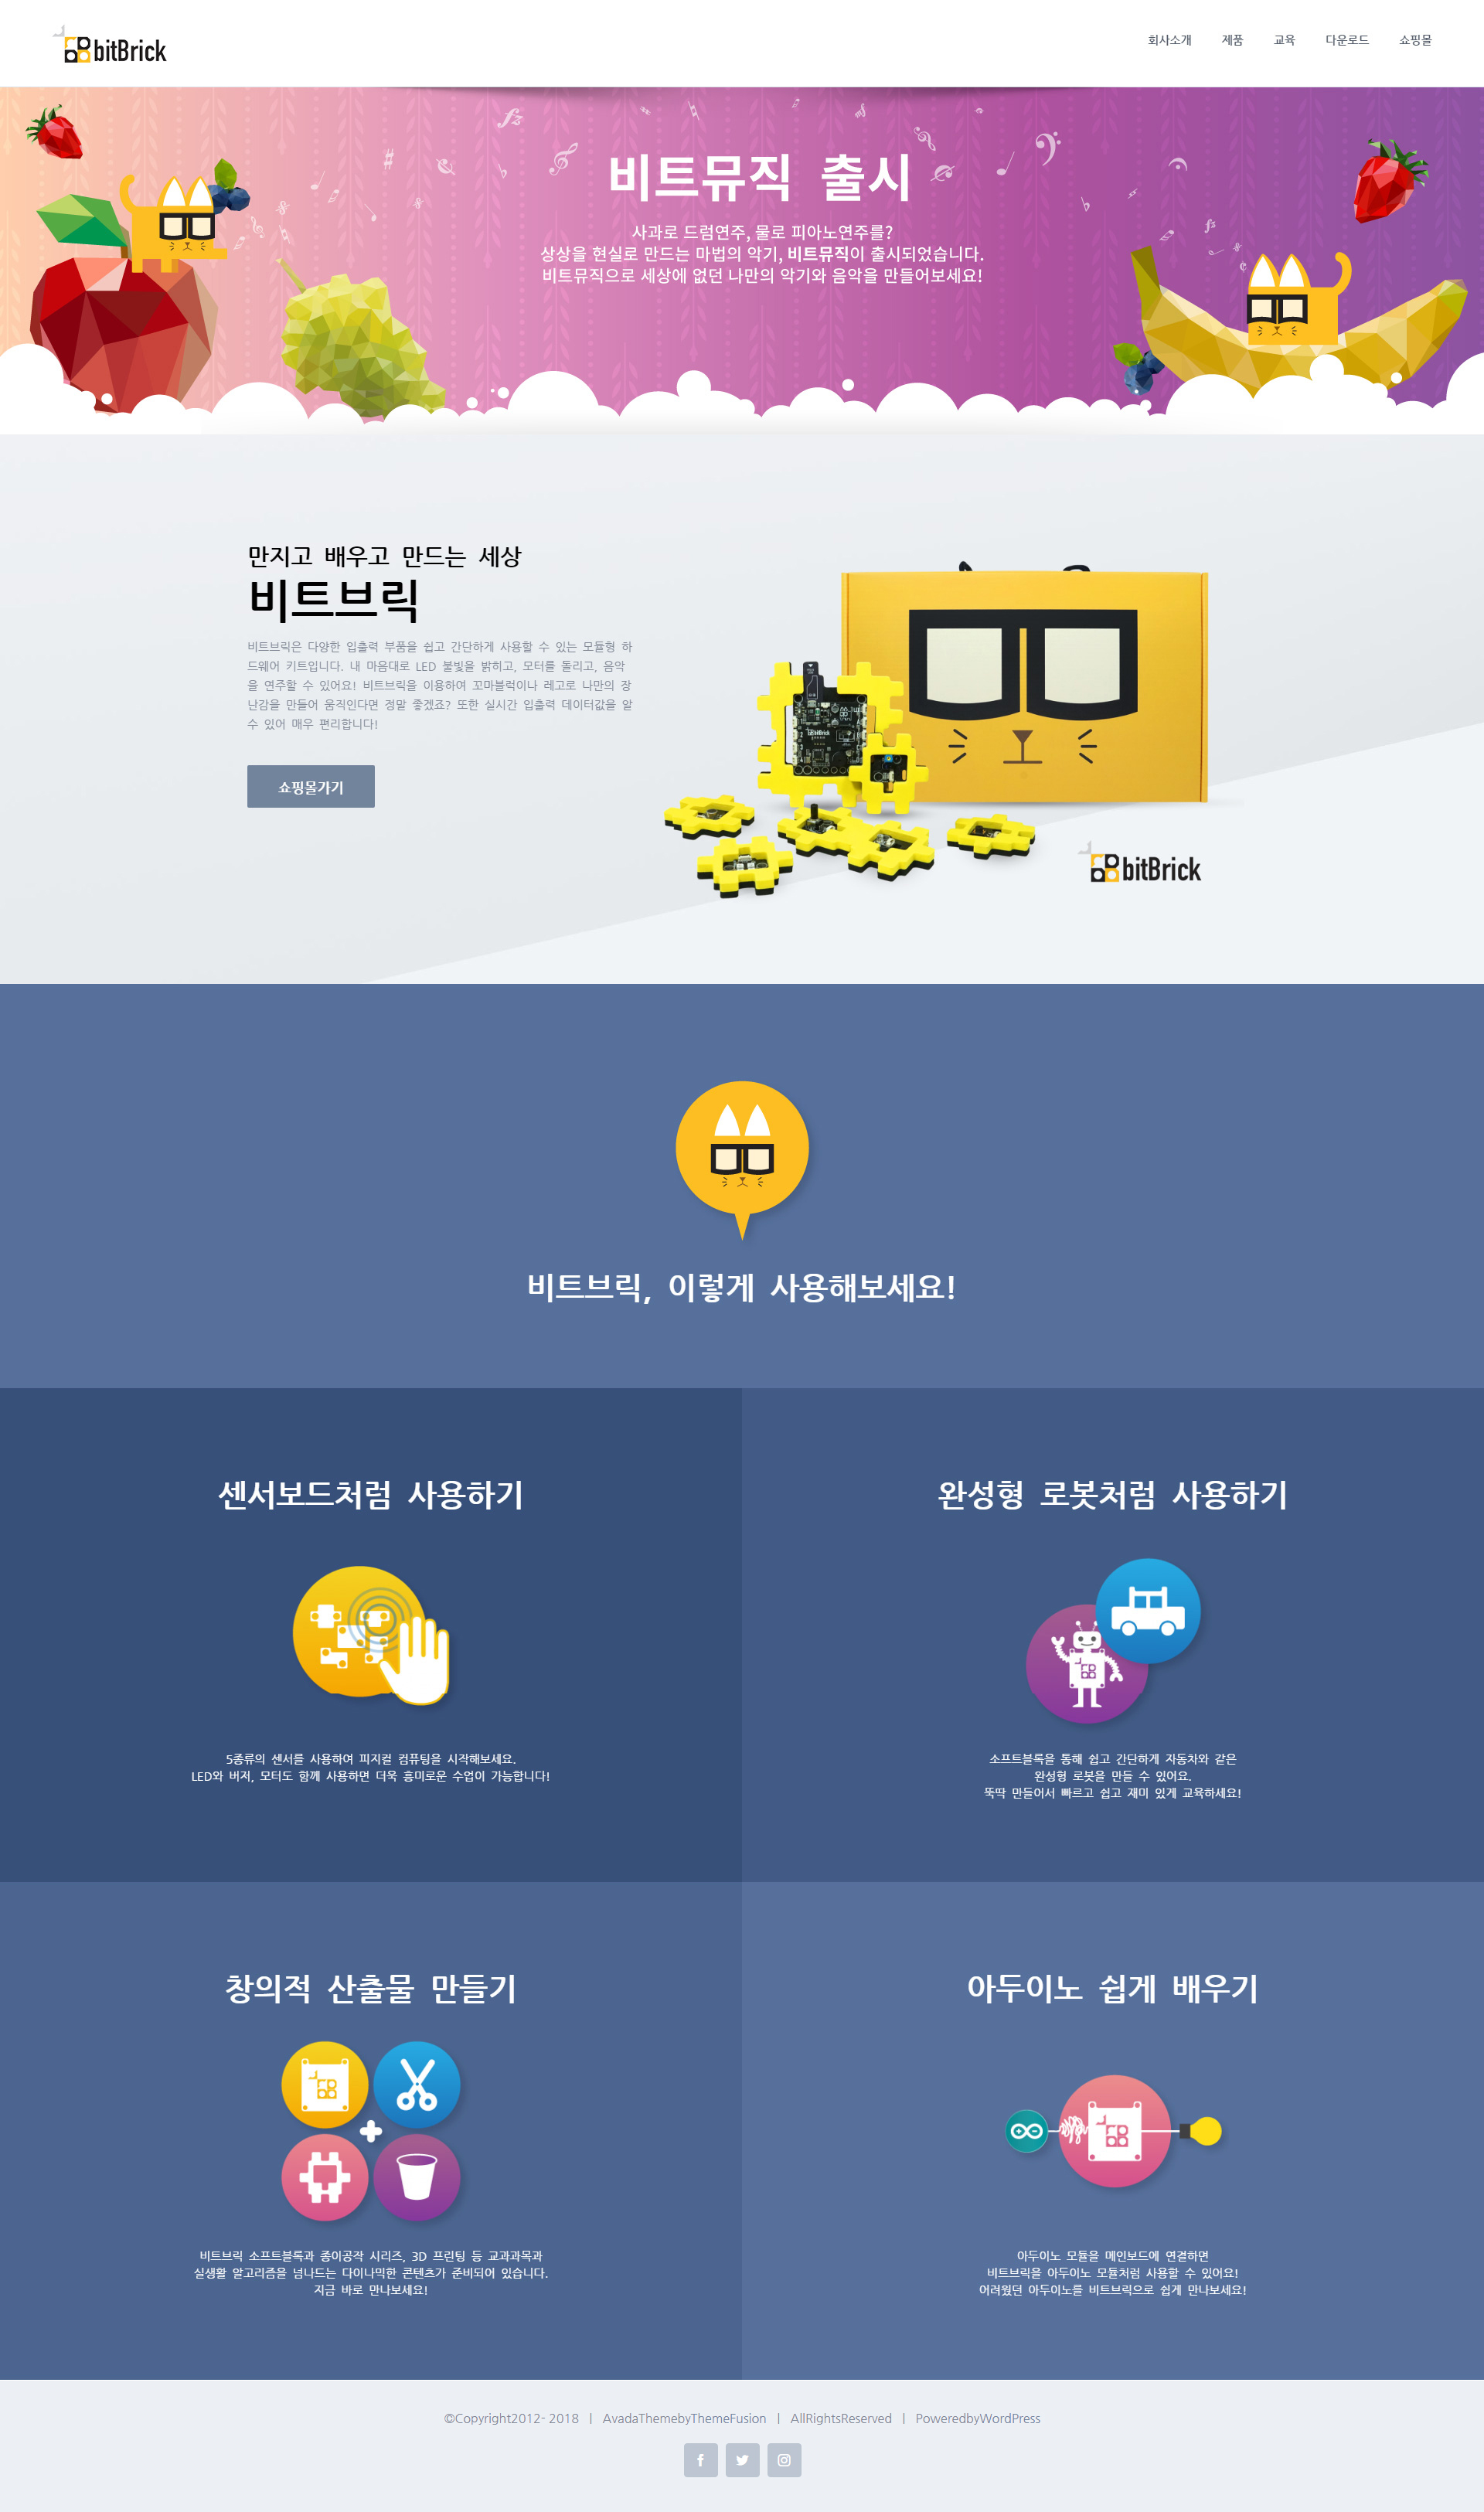 bitBrick
회사소개 제품 교육 다운로드 쇼핑몰
비트뮤직 출시
사과로 드럼연주, 물로 피아노연주를?
상상을 현실로 만드는 마법의 악기, 비트뮤직이 출시되었습니다.
비트뮤직으로 세상에 없던 나만의 악기와 음악을 만들어보세요!
만지고 배우고 만드는 세상
비트브릭
비트브릭은 다양한 입출력 부품을 쉽고 간단하게 사용할 수 있는 모듈형 하
드웨어 키트입니다. 내 마음대로 LED 불빛을 밝히고, 모터를 돌리고, 음악
을 연주할 수 있어요! 비트브릭을 이용하여 꼬마블럭이나 레고로 나만의 장
난감을 만들어 움직인다면 정말 좋겠죠? 또한 실시간 입출력 데이터값을 알
수 있어 매우 편리합니다!
쇼핑몰가기
bitBrick
bitBrick
비트브릭, 이렇게 사용해보세요!
센서보드처럼 사용하기
5종류의 센서를 사용하여 피지컬 컴퓨팅을 시작해보세요.
LED와 버저, 모터도 함께 사용하면 더욱 흥미로운 수업이 가능합니다!
완성형 로봇처럼 사용하기
소프트블록을 통해 쉽고 간단하게 자동차와 같은
완성형 로봇을 만들 수 있어요.
뚝딱 만들어서 빠르고 쉽고 재미 있게 교육하세요!
창의적 산출물 만들기
비트브릭 소프트블록과 종이공작 시리즈, 3D 프린팅 등 교과과목과
실생활 알고리즘을 넘나드는 다이나믹한 콘텐츠가 준비되어 있습니다.
지금 바로 만나보세요!
아두이노 쉽게 배우기
아두이노 모듈을 메인보드에 연결하면
비트브릭을 아두이노 모듈처럼 사용할 수 있어요!
어려웠던 아두이노를 비트브릭으로 쉽게 만나보세요!
©Copyright2012- 2018 | AvadaThemebyThemeFusion | AllRightsReserved | PoweredbyWordPress